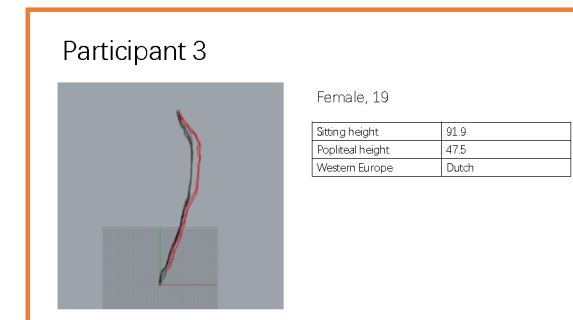 Participant 3
Female, 19
Sitting height 91.9
Popliteal height 47.5
Western Europe Dutch